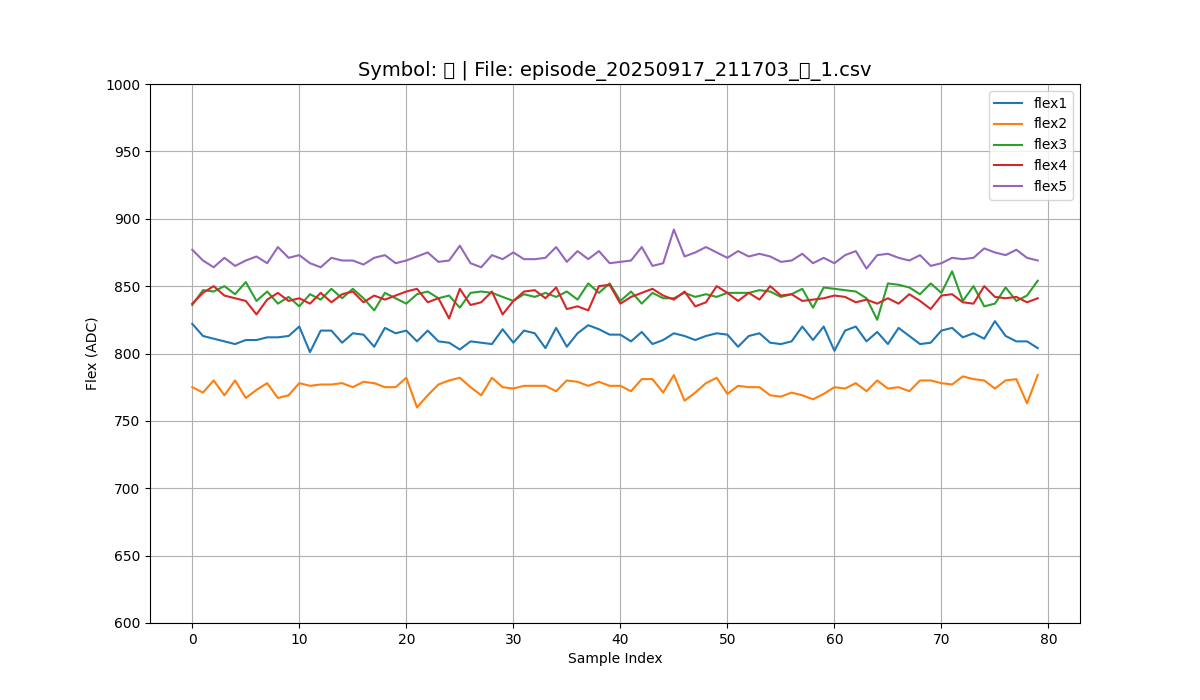 Symbol: | File: episode_20250917_211703_ _1.csv
1000
950
900
850
800
750
700
650
600
Flex (ADC)
0 10 20 30 40 50 60 70 80
Sample Index
flex1
flex2
flex3
flex4
flex5